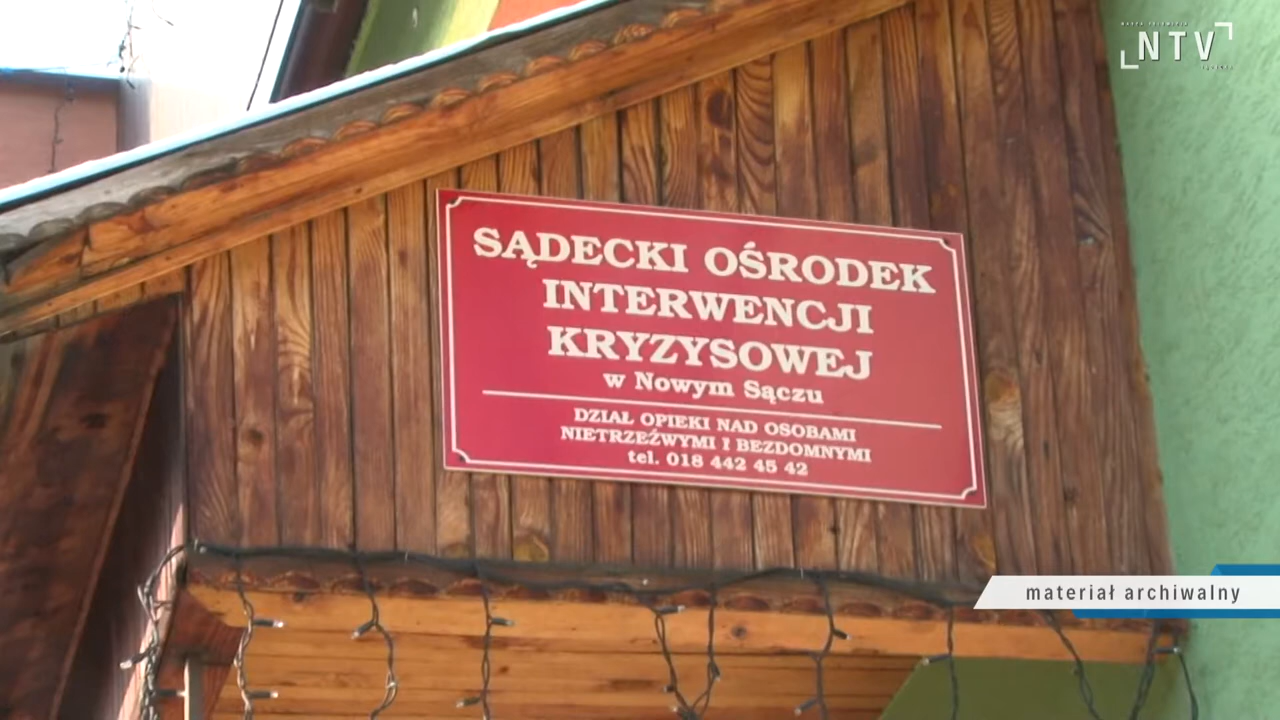 NTV
SĄDECKI OŚRODEK
INTERWENCJI
KRYZYSOWEJ
w Nowym Sączu
DZIAŁ OPIEKI NAD OSOBAMI
NIETRZEŹWYMI I BEZDOMNYMI
tel. 018 442 45 42
materiał archiwalny